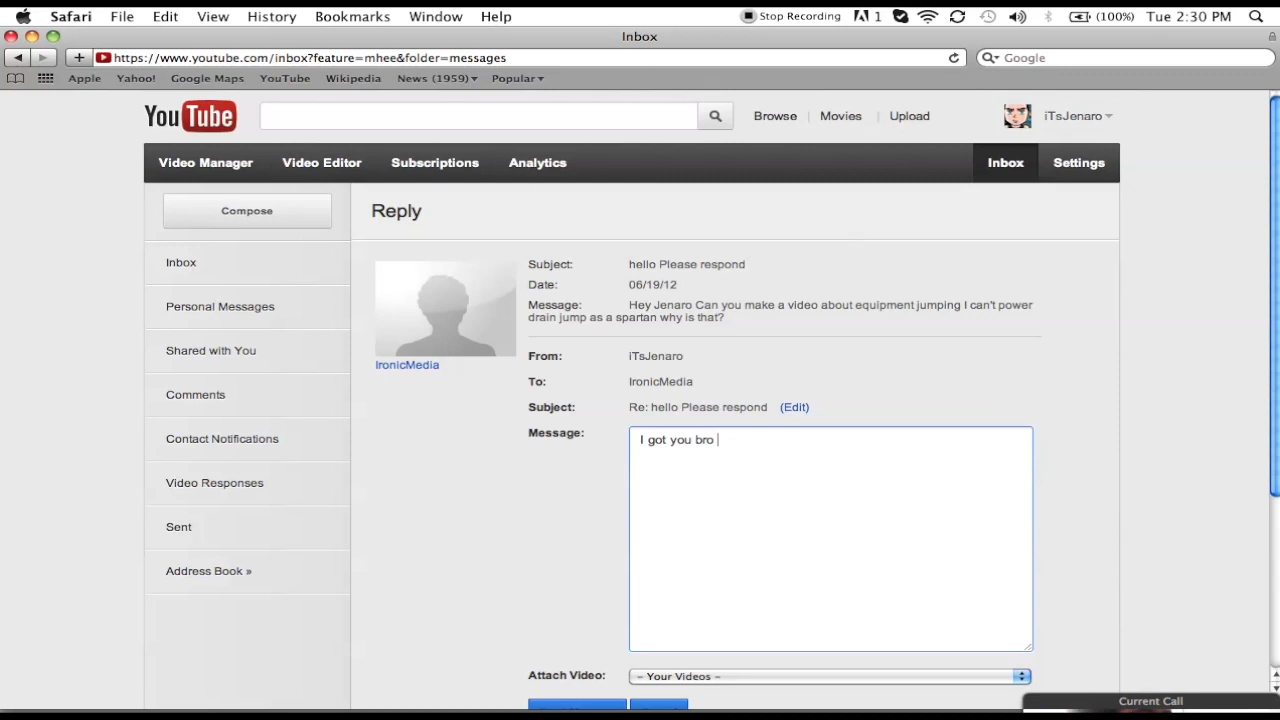 Safari File Edit View History Bookmarks Window Help Stop Recording 1 (100%) Tue 2:30 PM
Inbox
https://www.youtube.com/inbox?feature=mhee&folder=messages Google
Apple Yahoo! Google Maps YouTube Wikipedia News (1959) Popular
YouTube Browse Movies Upload iTsJenaro
Video Manager Video Editor Subscriptions Analytics Inbox Settings
Compose
Inbox
Personal Messages
Shared with You
Comments
Contact Notifications
Video Responses
Sent
Address Book »
Reply
IronicMedia
Subject: hello Please respond
Date: 06/19/12
Message: Hey Jenaro Can you make a video about equipment jumping I can't power
drain jump as a spartan why is that?
From: iTsJenaro
To: IronicMedia
Subject: Re: hello Please respond (Edit)
Message: I got you bro
Attach Video: – Your Videos –
Current Call